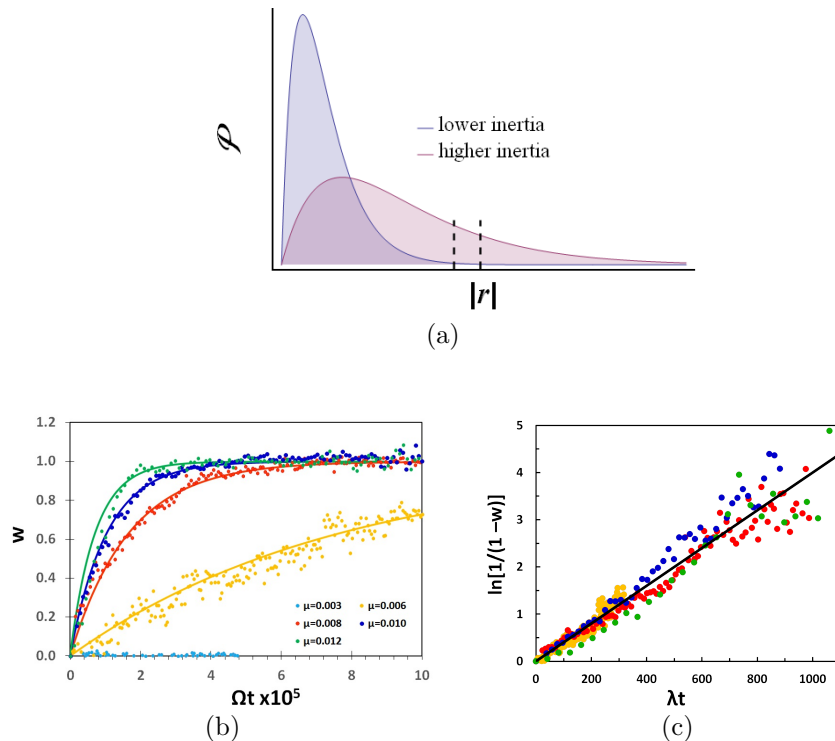 𝒫
lower inertia
higher inertia
|r|
(a)
1.2
1.0
0.8
0.6
0.4
0.2
0.0
w
μ=0.003
μ=0.006
μ=0.008
μ=0.010
μ=0.012
0 2 4 6 8 10
Ωt x10⁵
(b)
5
4
3
2
1
0
ln[1/(1 –w)]
0 200 400 600 800 1000
λt
(c)